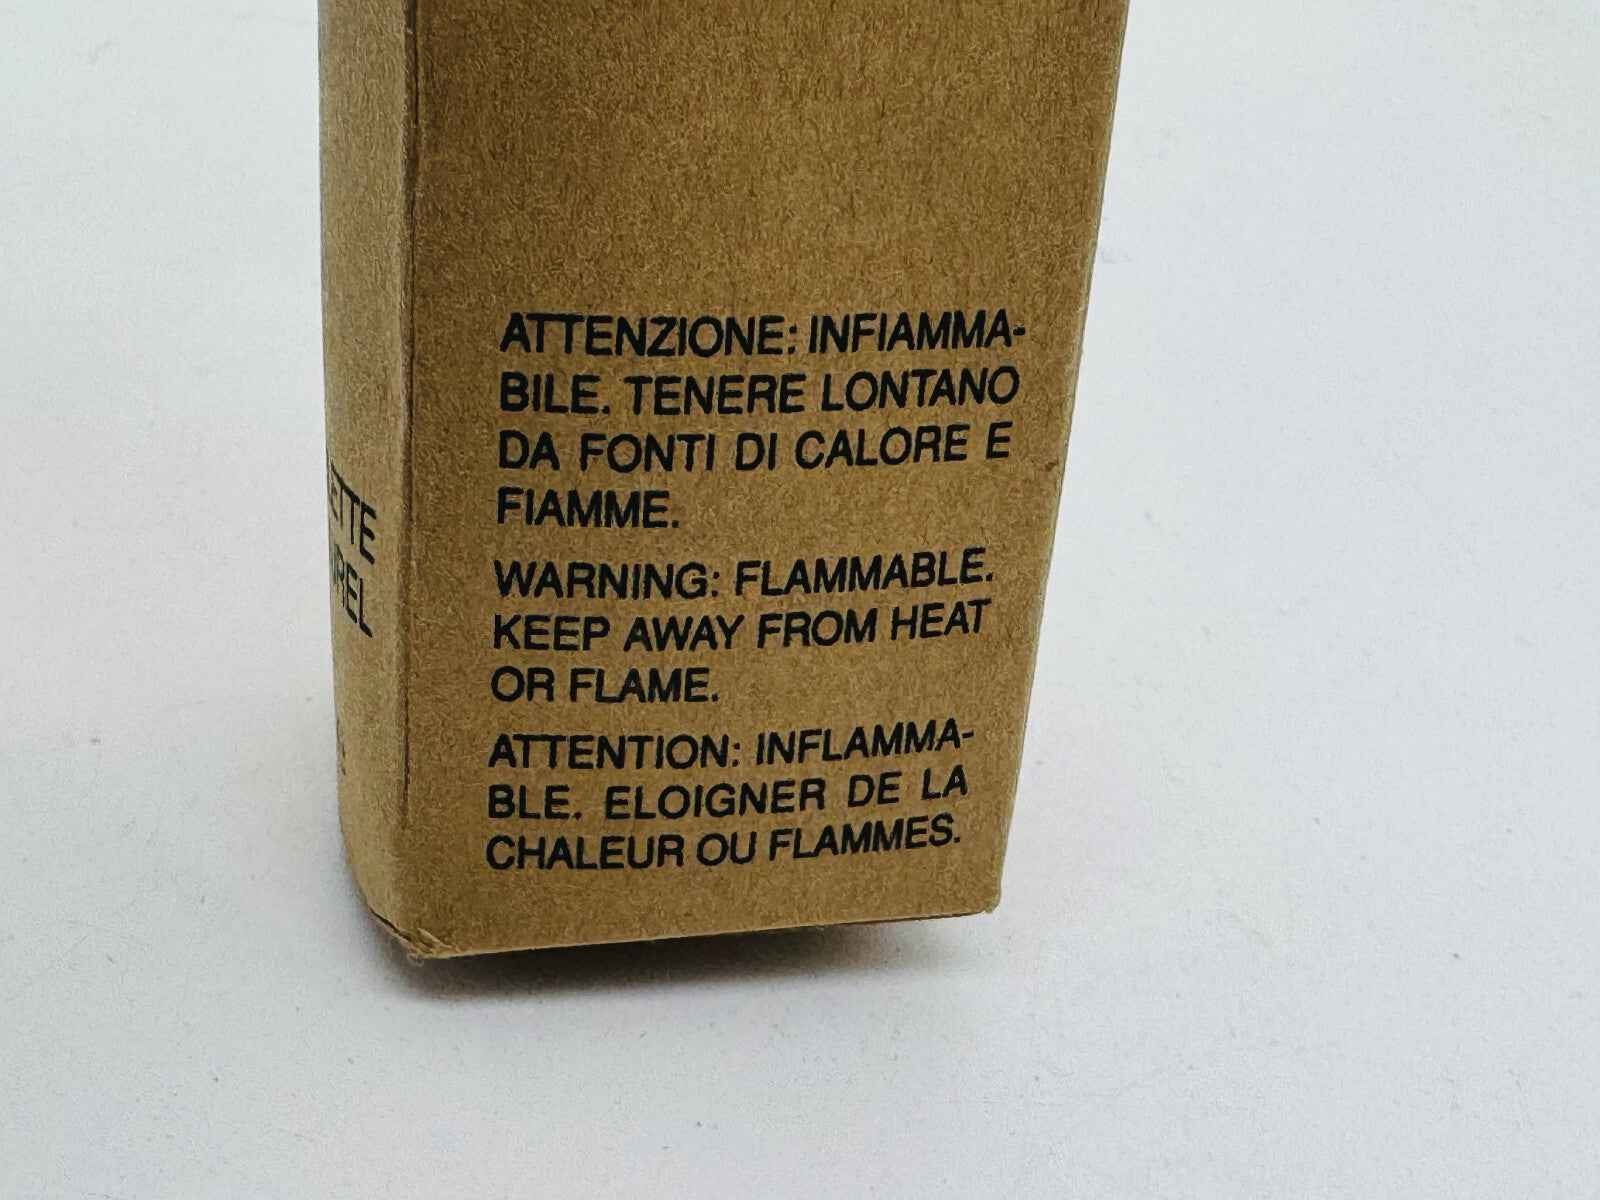 ATTENZIONE: INFIAMMA-
BILE. TENERE LONTANO
DA FONTI DI CALORE E
FIAMME.
WARNING: FLAMMABLE.
KEEP AWAY FROM HEAT
OR FLAME.
ATTENTION: INFLAMMA-
BLE. ELOIGNER DE LA
CHALEUR OU FLAMMES.